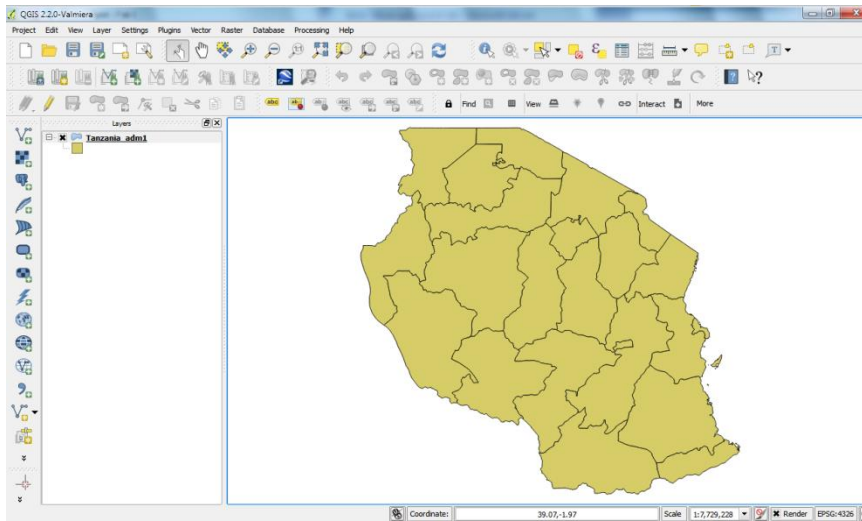 QGIS 2.2.0-Valmiera
Project Edit View Layer Settings Plugins Vector Raster Database Processing Help
abc Find View Interact More
Layers
Tanzania_adm1
Coordinate: 39.07,-1.97 Scale 1:7,729,228 Render EPSG:4326